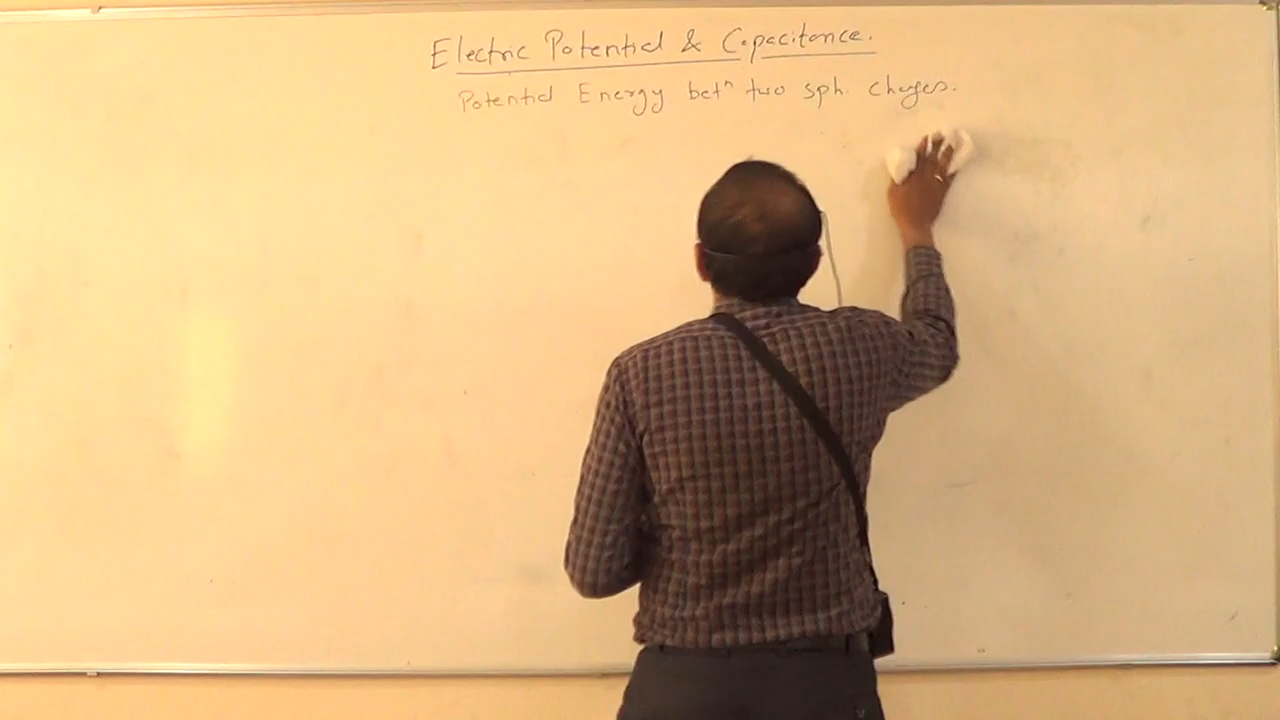 Electric Potential & Capacitance.
Potential Energy betⁿ two sph. charges.